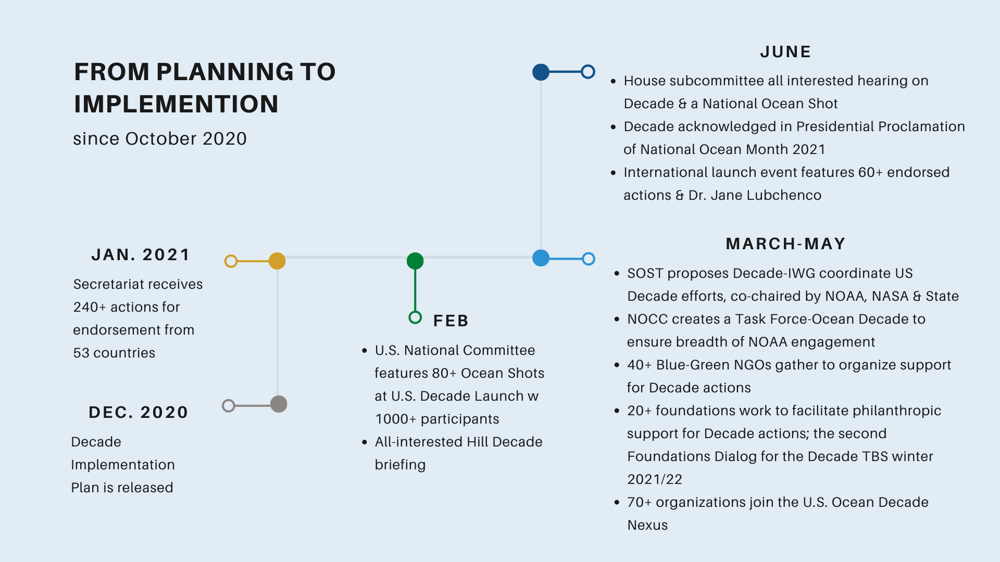 FROM PLANNING TO
IMPLEMENTION
since October 2020
JAN. 2021
Secretariat receives
240+ actions for
endorsement from
53 countries
DEC. 2020
Decade
Implementation
Plan is released
FEB
• U.S. National Committee
features 80+ Ocean Shots
at U.S. Decade Launch w
1000+ participants
• All-interested Hill Decade
briefing
JUNE
• House subcommittee all interested hearing on
Decade & a National Ocean Shot
• Decade acknowledged in Presidential Proclamation
of National Ocean Month 2021
• International launch event features 60+ endorsed
actions & Dr. Jane Lubchenco
MARCH-MAY
• SOST proposes Decade-IWG coordinate US
Decade efforts, co-chaired by NOAA, NASA & State
• NOCC creates a Task Force-Ocean Decade to
ensure breadth of NOAA engagement
• 40+ Blue-Green NGOs gather to organize support
for Decade actions
• 20+ foundations work to facilitate philanthropic
support for Decade actions; the second
Foundations Dialog for the Decade TBS winter
2021/22
• 70+ organizations join the U.S. Ocean Decade
Nexus